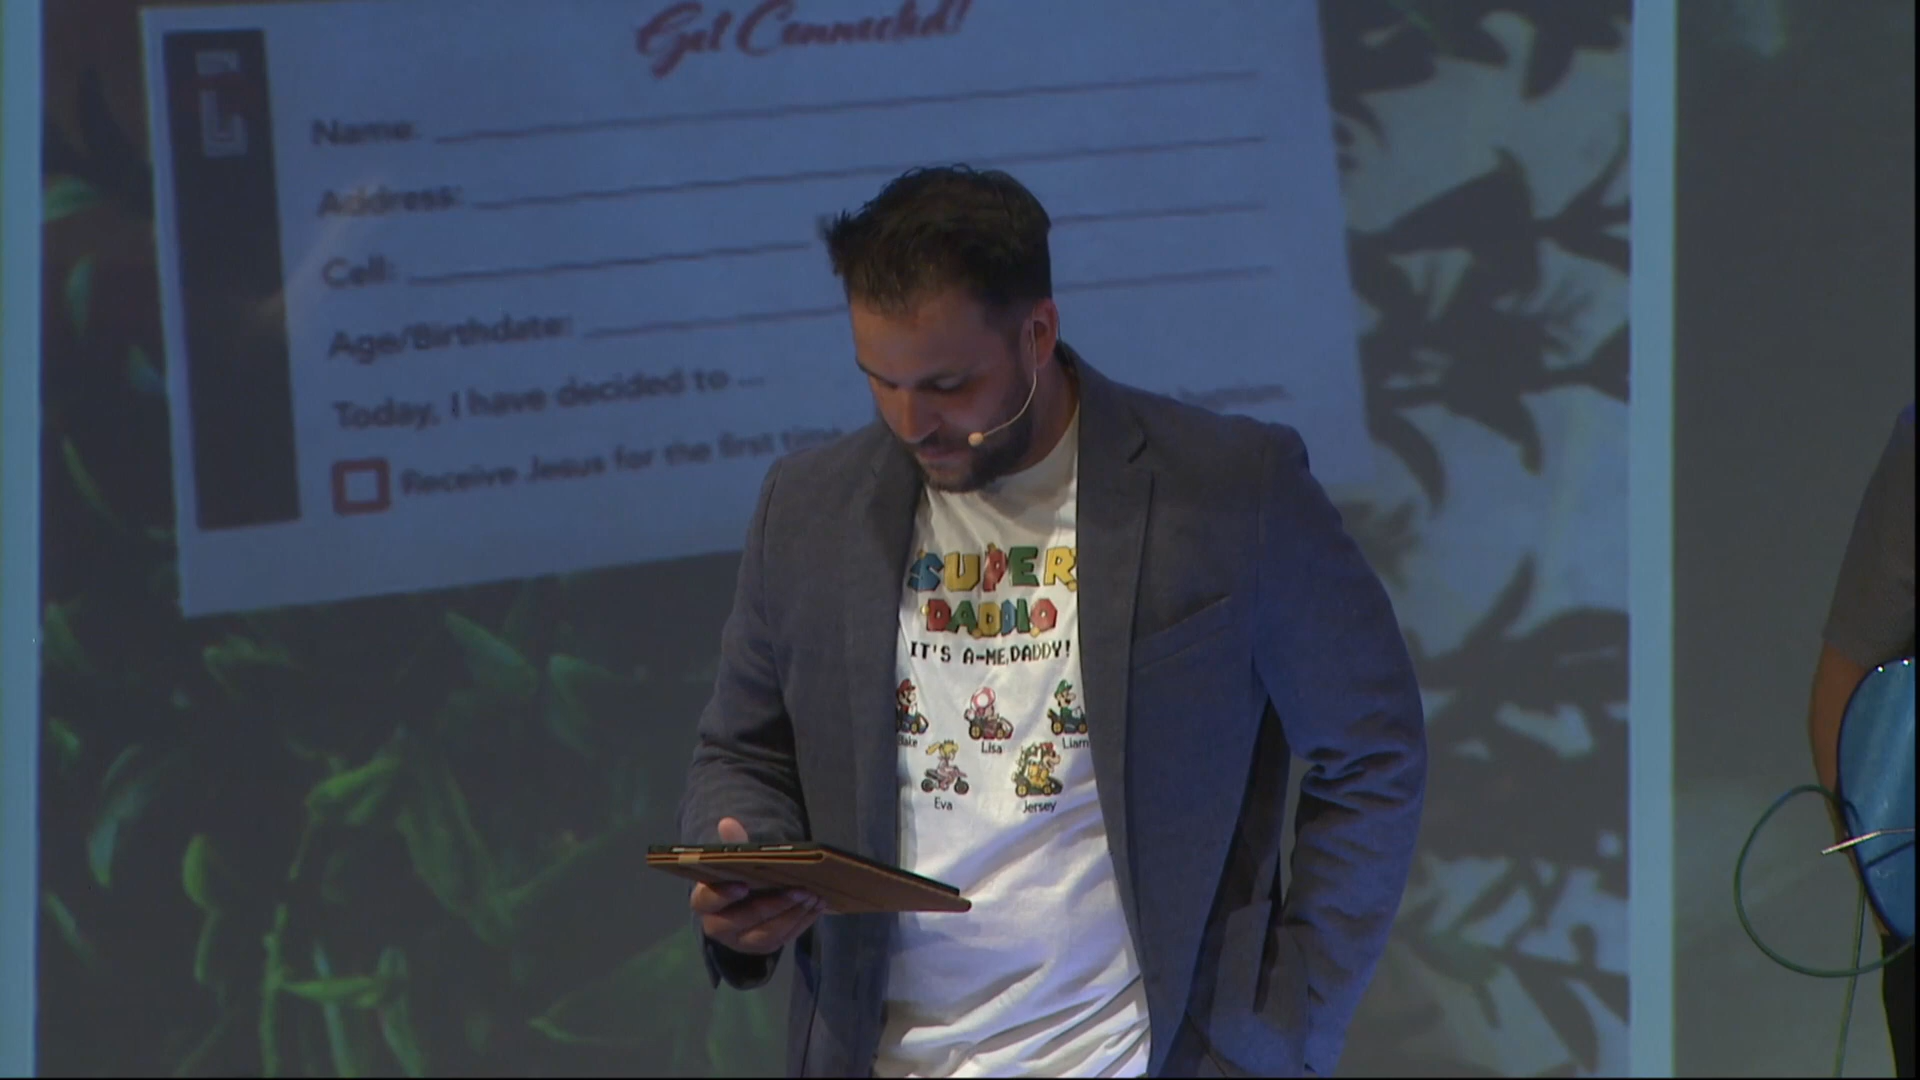 Get Connected!
Name:
Address:
Cell:
Age/Birthdate:
Today, I have decided to ...
Receive Jesus for the first time
baptism.
SUPER
DADDIO
IT'S A-ME, DADDY!
Lisa
Liam
Eva
Jersey